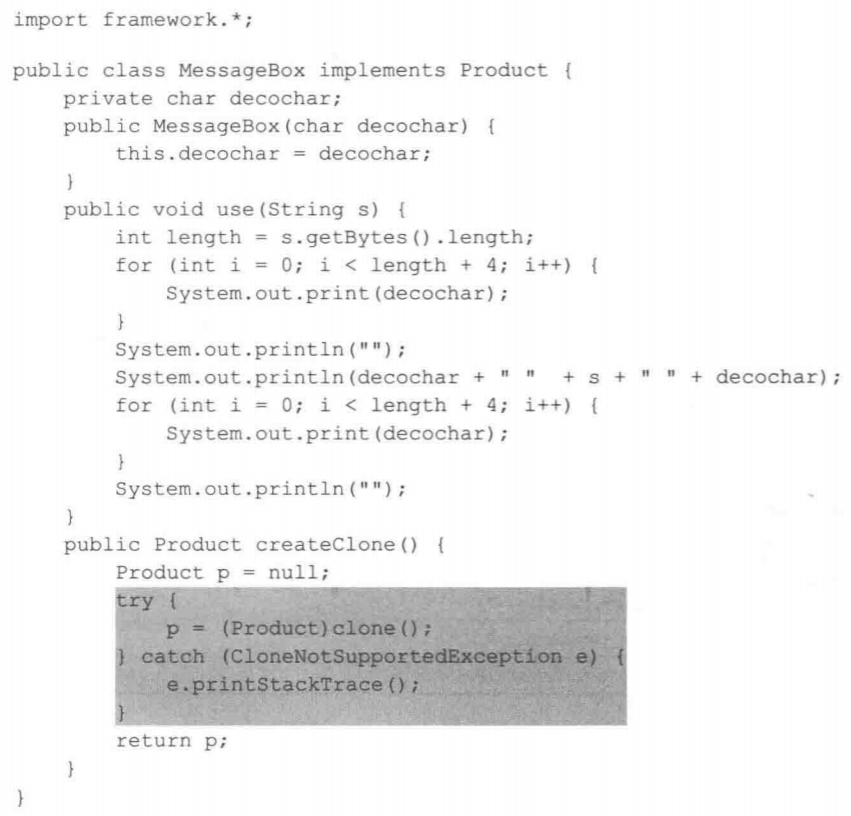 import framework.*;

public class MessageBox implements Product {
    private char decochar;
    public MessageBox(char decochar) {
        this.decochar = decochar;
    }
    public void use(String s) {
        int length = s.getBytes().length;
        for (int i = 0; i < length + 4; i++) {
            System.out.print(decochar);
        }
        System.out.println("");
        System.out.println(decochar + " "  + s + " " + decochar);
        for (int i = 0; i < length + 4; i++) {
            System.out.print(decochar);
        }
        System.out.println("");
    }
    public Product createClone() {
        Product p = null;
        try {
            p = (Product)clone();
        } catch (CloneNotSupportedException e) {
            e.printStackTrace();
        }
        return p;
    }
}